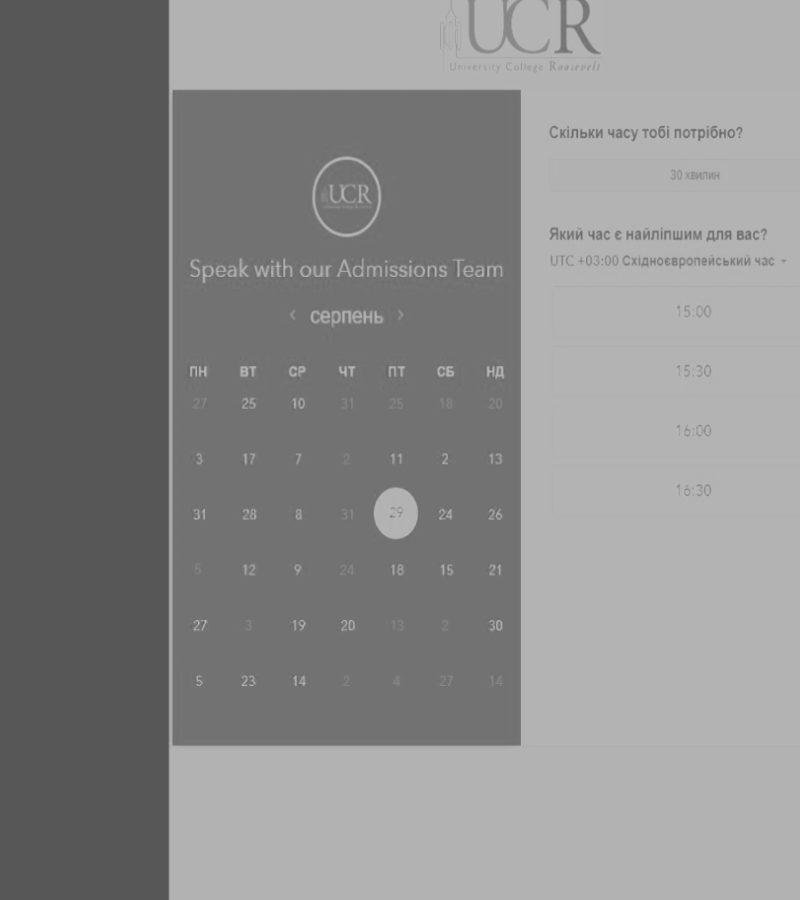 UCR
University College Roosevelt
UCR
Speak with our Admissions Team
‹ серпень ›
ПН ВТ СР ЧТ ПТ СБ НД
27 25 10 31 25 18 20
3 17 7 2 11 2 13
31 28 8 31 29 24 26
5 12 9 24 18 15 21
27 3 19 20 13 2 30
5 23 14 2 4 27 14
Скільки часу тобі потрібно?
30 хвилин
Який час є найліпшим для вас?
UTC +03:00 Східноєвропейський час
15:00
15:30
16:00
16:30